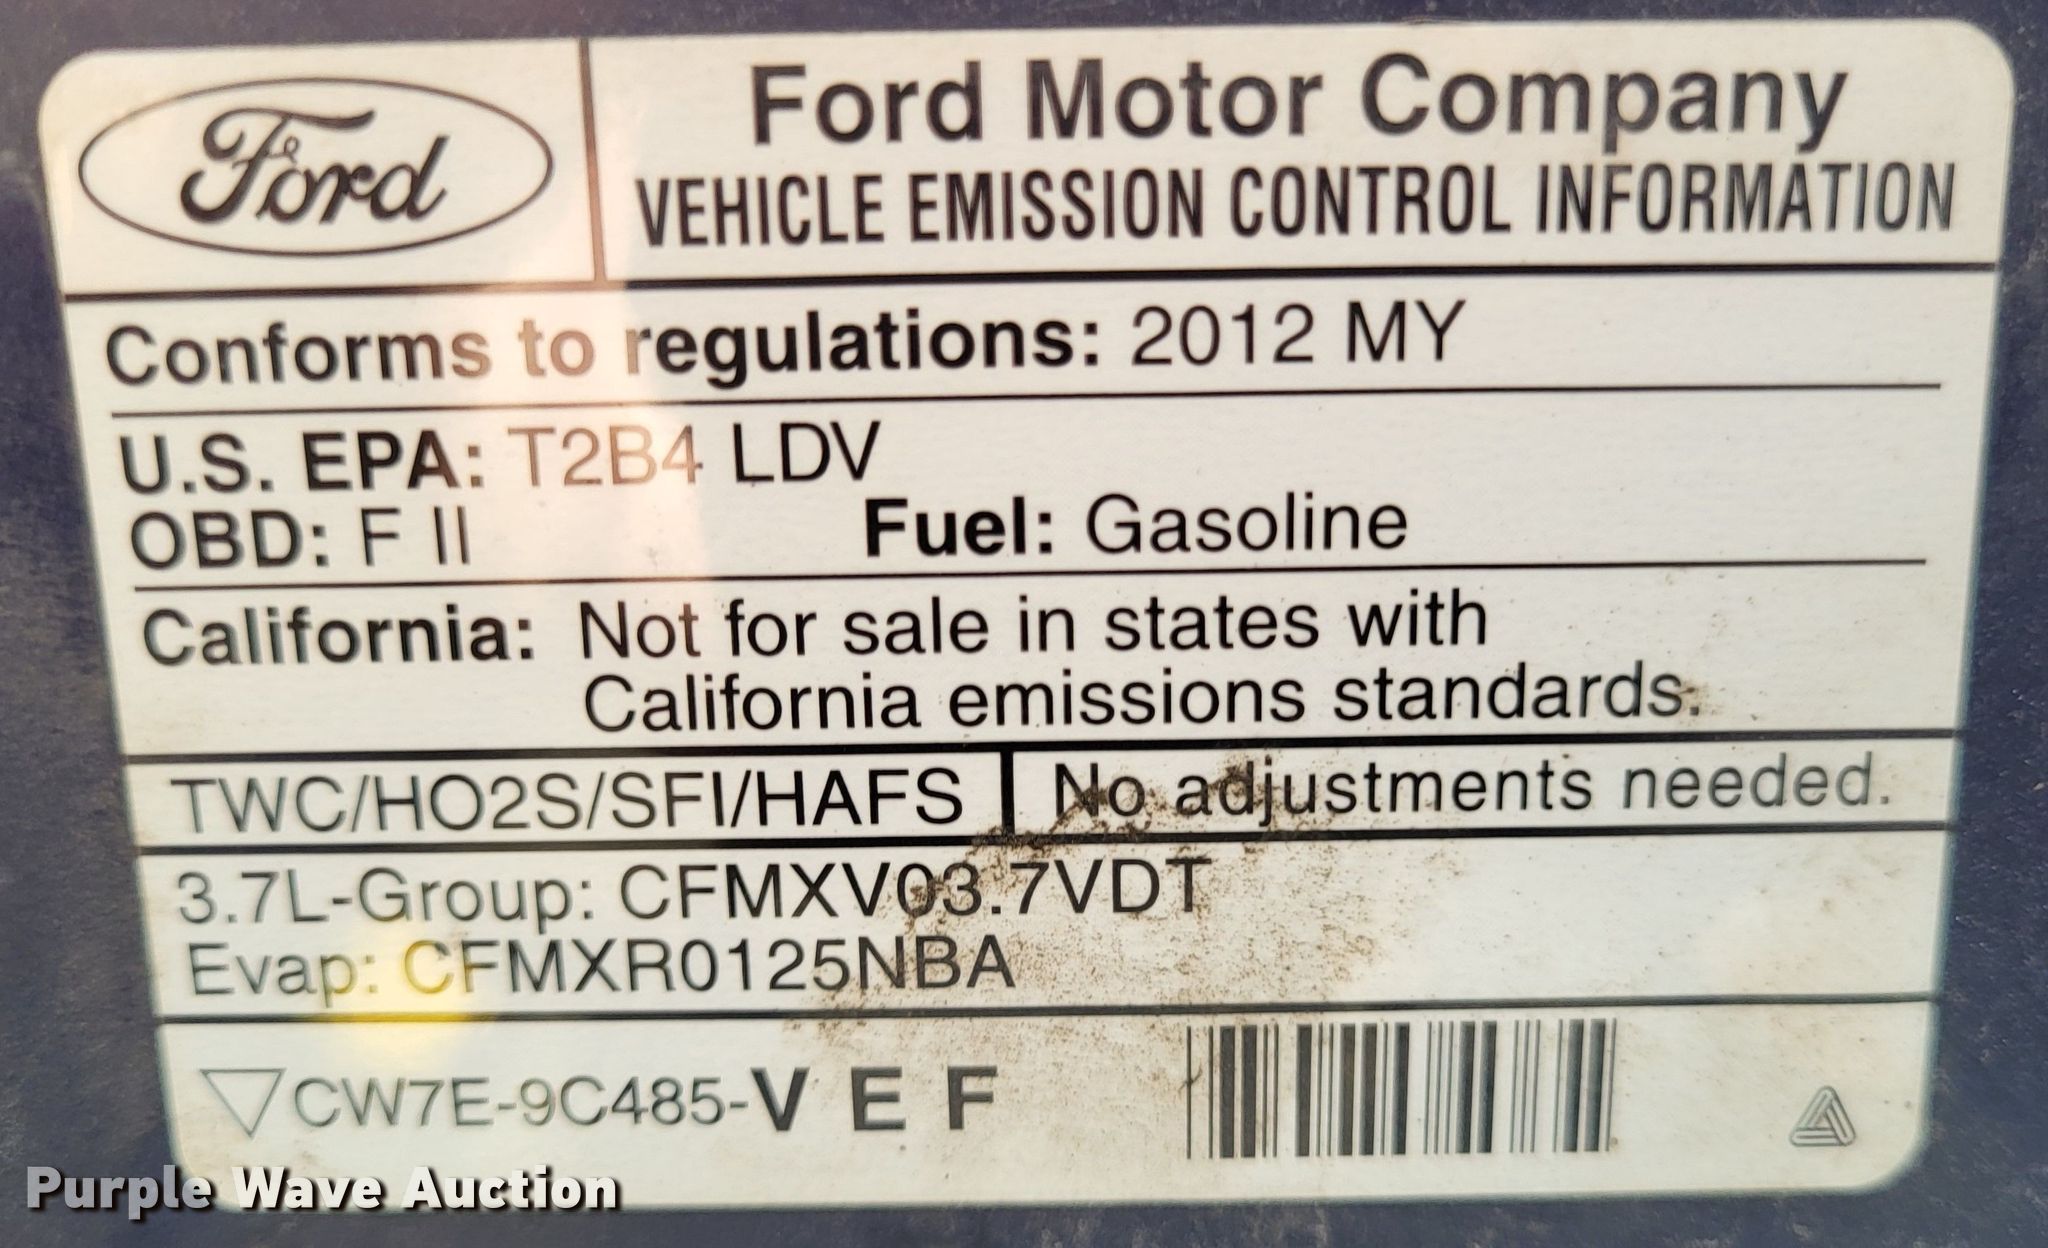 Ford
Ford Motor Company
VEHICLE EMISSION CONTROL INFORMATION
Conforms to regulations: 2012 MY
U.S. EPA: T2B4 LDV
OBD: F II Fuel: Gasoline
California: Not for sale in states with
California emissions standards.
TWC/HO2S/SFI/HAFS No adjustments needed.
3.7L-Group: CFMXV03.7VDT
Evap: CFMXR0125NBA
CW7E-9C485-V E F
Purple Wave Auction